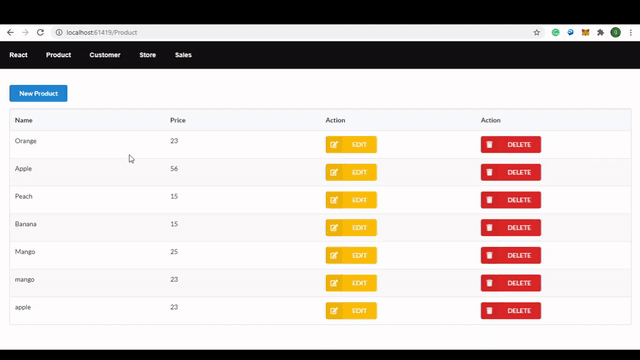 localhost:61419/Product
React Product Customer Store Sales
New Product
Name Price Action Action
Orange 23 EDIT DELETE
Apple 56 EDIT DELETE
Peach 15 EDIT DELETE
Banana 15 EDIT DELETE
Mango 25 EDIT DELETE
mango 23 EDIT DELETE
apple 23 EDIT DELETE